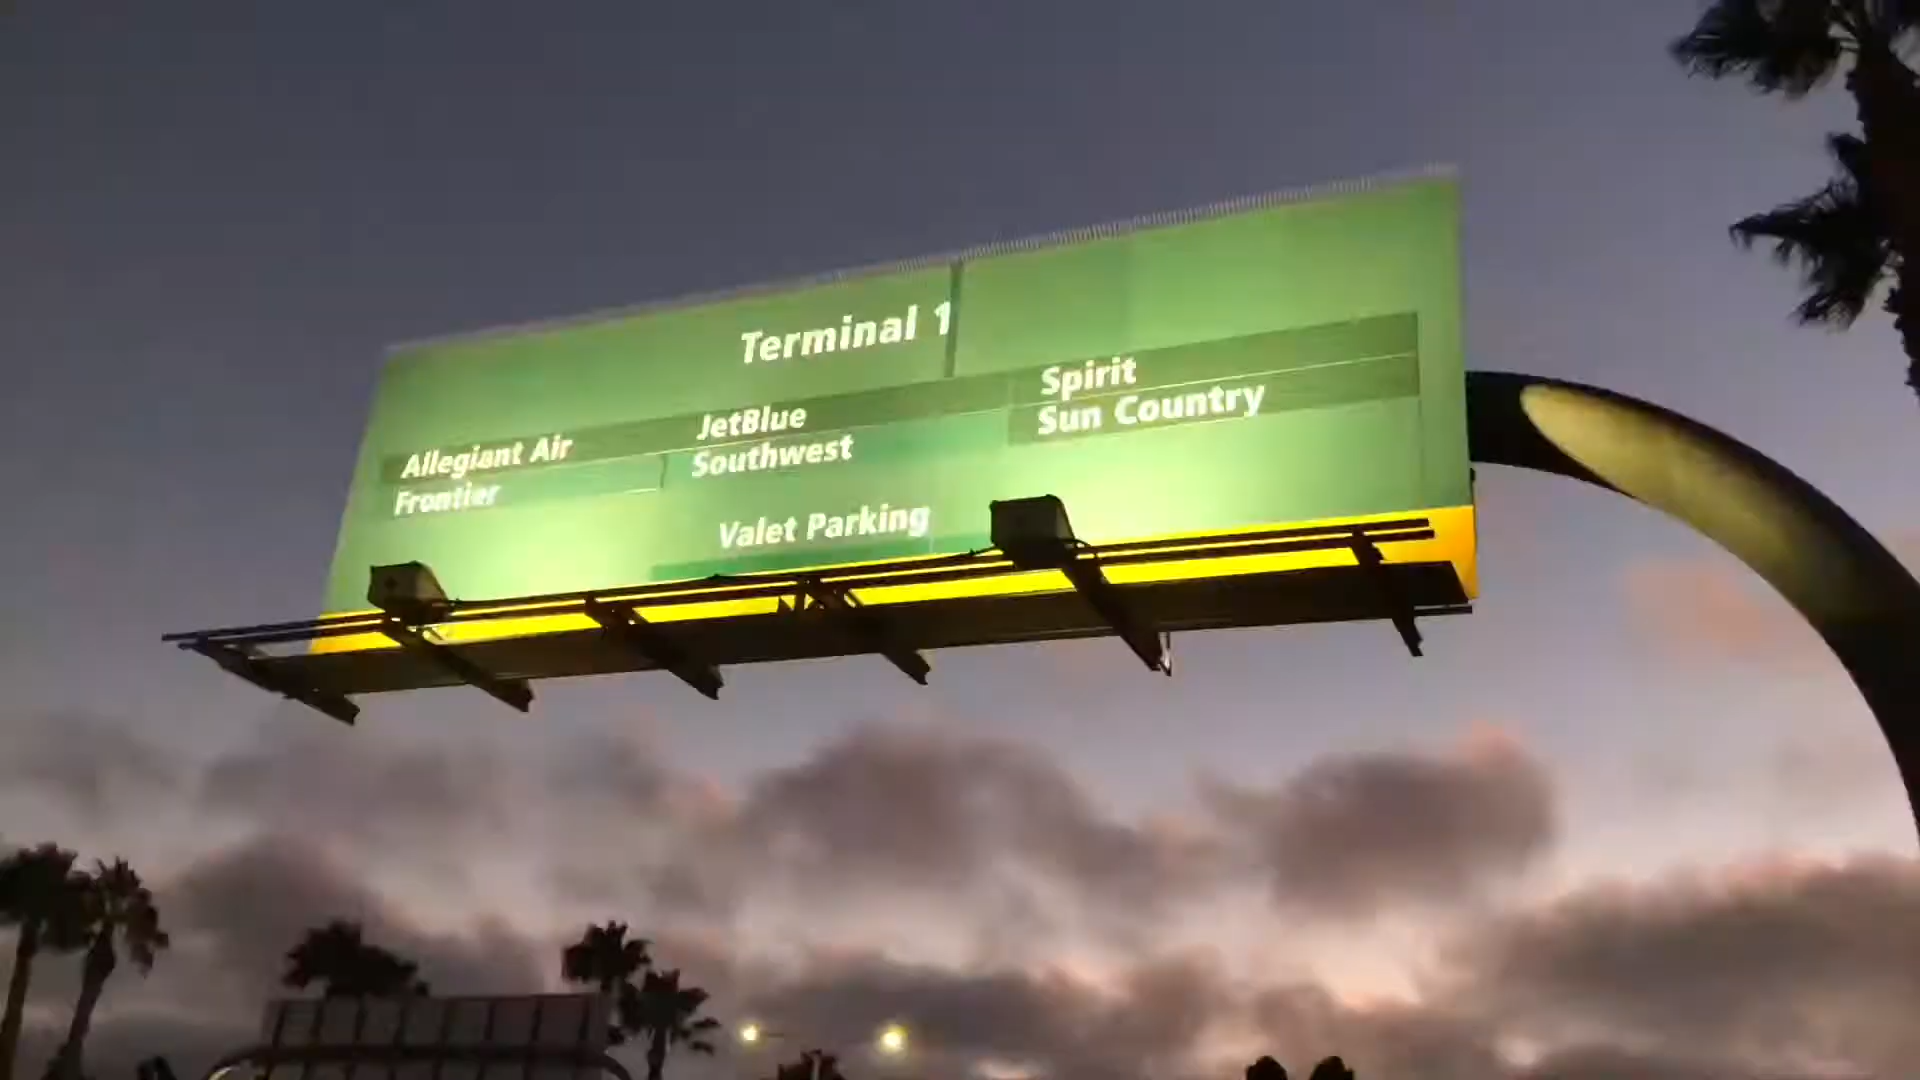 Terminal 1
Allegiant Air
Frontier
JetBlue
Southwest
Spirit
Sun Country
Valet Parking